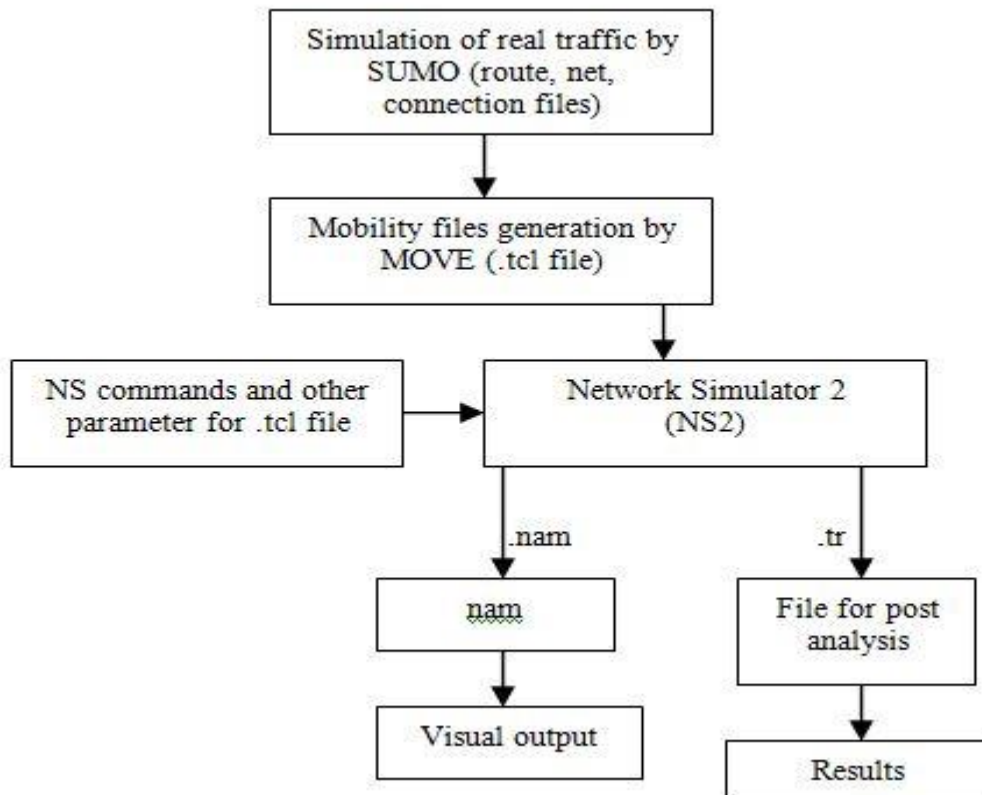 Simulation of real traffic by
SUMO (route, net,
connection files)
Mobility files generation by
MOVE (.tcl file)
NS commands and other
parameter for .tcl file
Network Simulator 2
(NS2)
.nam
.tr
nam
File for post
analysis
Visual output
Results